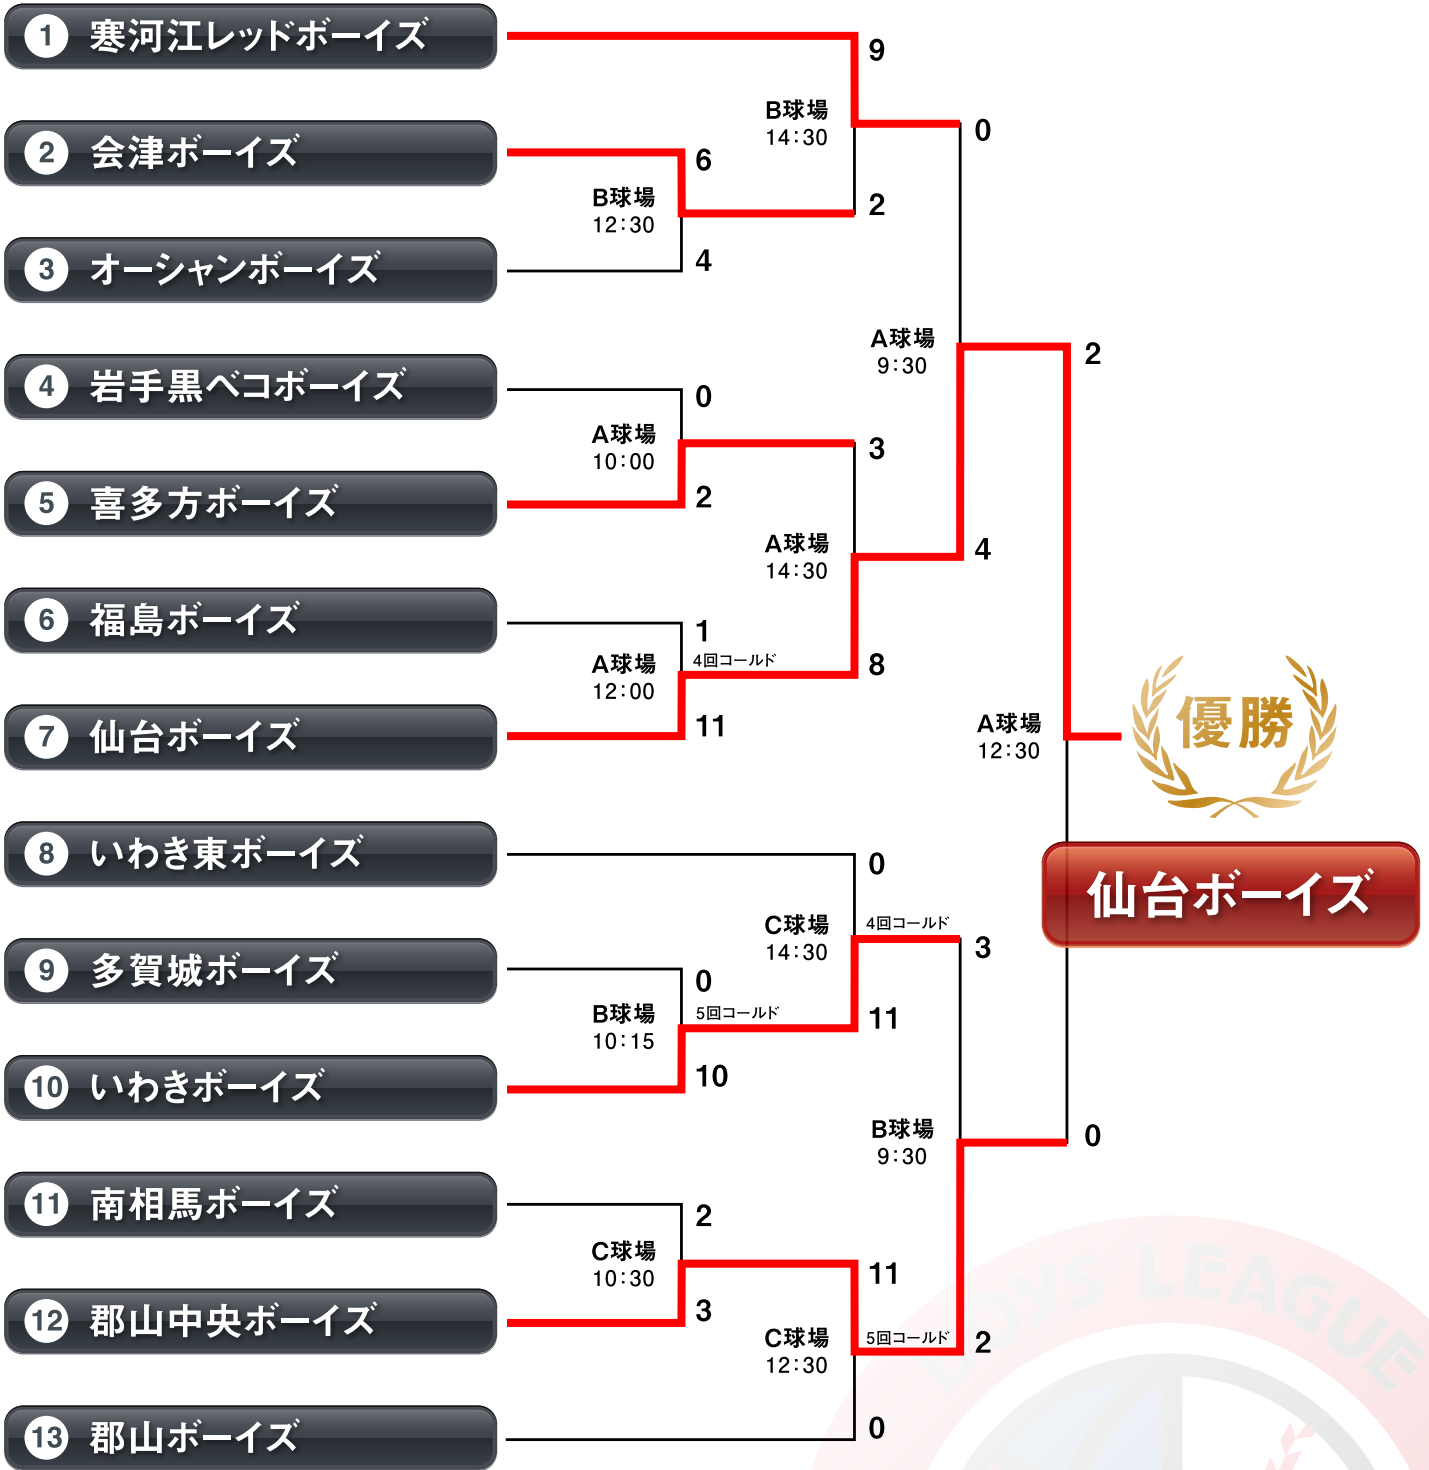 1 寒河江レッドボーイズ
9
B球場
14:30
0
2 会津ボーイズ
6
B球場
12:30
2
3 オーシャンボーイズ
4
A球場
9:30
2
4 岩手黒べコボーイズ
0
A球場
10:00
3
5 喜多方ボーイズ
2
A球場
14:30
4
6 福島ボーイズ
1
4回コールド
A球場
12:00
8
7 仙台ボーイズ
11
A球場
12:30
優勝
仙台ボーイズ
8 いわき東ボーイズ
0
C球場
14:30
4回コールド
3
9 多賀城ボーイズ
0
5回コールド
B球場
10:15
11
10 いわきボーイズ
10
B球場
9:30
0
11 南相馬ボーイズ
2
C球場
10:30
11
12 郡山中央ボーイズ
3
C球場
12:30
5回コールド
2
13 郡山ボーイズ
0
BOYS LEAGUE